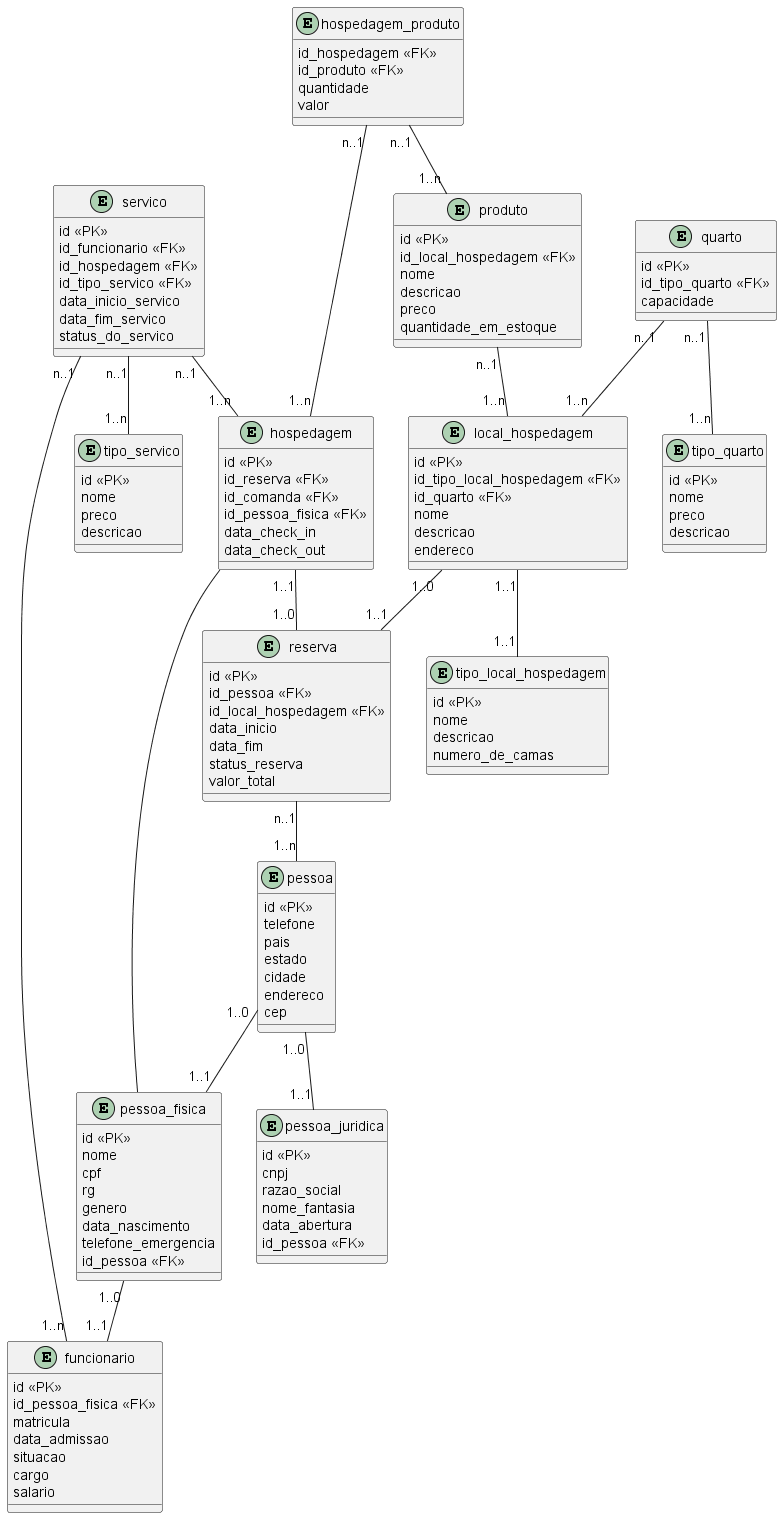 E hospedagem_produto
id_hospedagem «FK»
id_produto «FK»
quantidade
valor
n..1
n..1
1..n
E servico
id «PK»
id_funcionario «FK»
id_hospedagem «FK»
id_tipo_servico «FK»
data_inicio_servico
data_fim_servico
status_do_servico
E produto
id «PK»
id_local_hospedagem «FK»
nome
descricao
preco
quantidade_em_estoque
E quarto
id «PK»
id_tipo_quarto «FK»
capacidade
n..1
n..1
n..1
1..n
1..n
1..n
n..1
1..n
n..1
n..1
1..n
1..n
E tipo_servico
id «PK»
nome
preco
descricao
E hospedagem
id «PK»
id_reserva «FK»
id_comanda «FK»
id_pessoa_fisica «FK»
data_check_in
data_check_out
E local_hospedagem
id «PK»
id_tipo_local_hospedagem «FK»
id_quarto «FK»
nome
descricao
endereco
E tipo_quarto
id «PK»
nome
preco
descricao
1..1
1..0
1..0
1..1
1..1
1..1
E reserva
id «PK»
id_pessoa «FK»
id_local_hospedagem «FK»
data_inicio
data_fim
status_reserva
valor_total
E tipo_local_hospedagem
id «PK»
nome
descricao
numero_de_camas
n..1
1..n
E pessoa
id «PK»
telefone
pais
estado
cidade
endereco
cep
1..0
1..1
1..0
1..1
E pessoa_fisica
id «PK»
nome
cpf
rg
genero
data_nascimento
telefone_emergencia
id_pessoa «FK»
E pessoa_juridica
id «PK»
cnpj
razao_social
nome_fantasia
data_abertura
id_pessoa «FK»
1..0
1..n
1..1
E funcionario
id «PK»
id_pessoa_fisica «FK»
matricula
data_admissao
situacao
cargo
salario